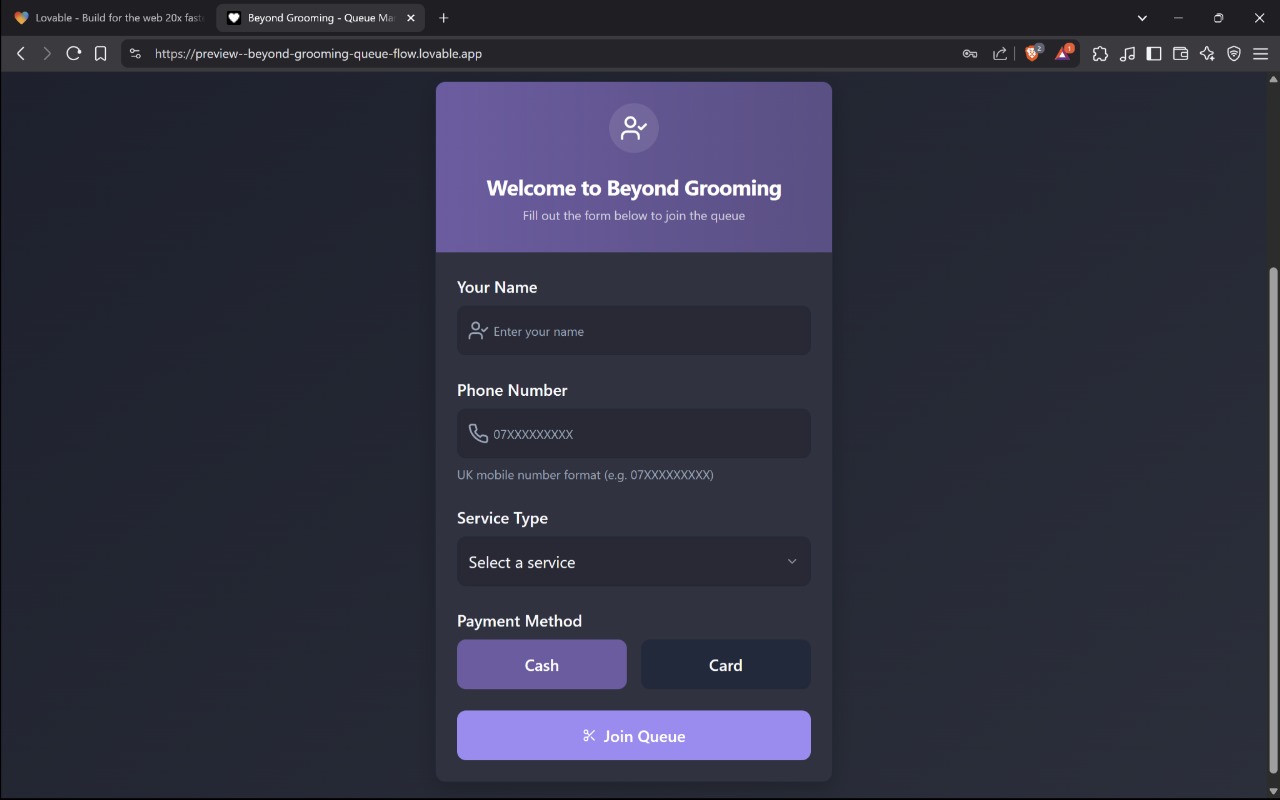 Lovable - Build for the web 20x fast
Beyond Grooming - Queue Ma
https://preview--beyond-grooming-queue-flow.lovable.app
2
1
Welcome to Beyond Grooming
Fill out the form below to join the queue
Your Name
Enter your name
Phone Number
07XXXXXXXXX
UK mobile number format (e.g. 07XXXXXXXXX)
Service Type
Select a service
Payment Method
Cash
Card
Join Queue